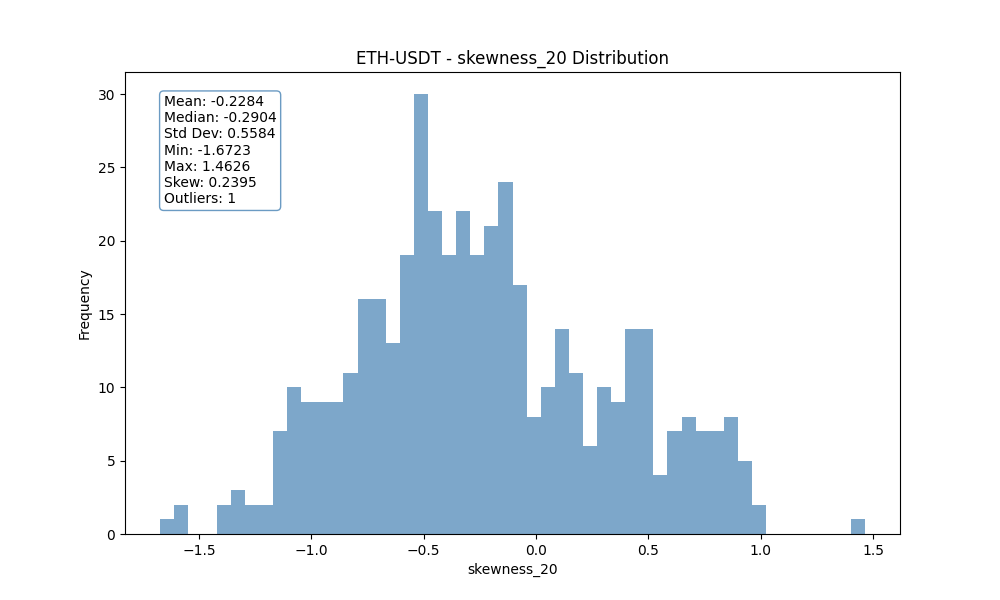 ETH-USDT - skewness_20 Distribution
Mean: -0.2284
Median: -0.2904
Std Dev: 0.5584
Min: -1.6723
Max: 1.4626
Skew: 0.2395
Outliers: 1
30
25
20
15
10
5
0
Frequency
−1.5
−1.0
−0.5
0.0
0.5
1.0
1.5
skewness_20